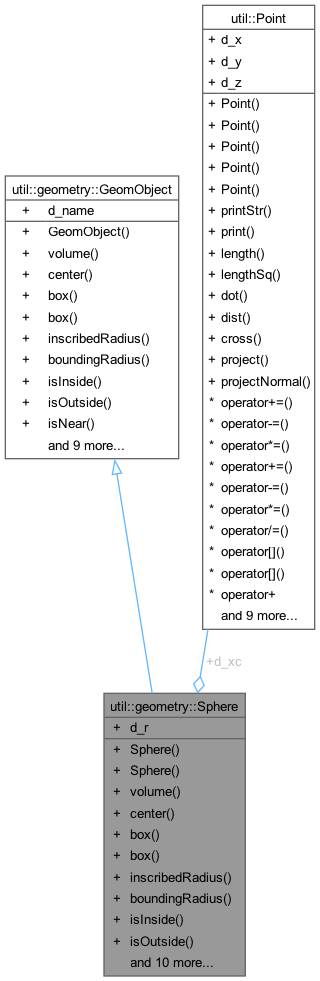 util::Point
+ d_x
+ d_y
+ d_z
+ Point()
+ Point()
+ Point()
+ Point()
+ Point()
+ printStr()
+ print()
+ length()
+ lengthSq()
+ dot()
+ dist()
+ cross()
+ project()
+ projectNormal()
* operator+=()
* operator-=()
* operator*=()
* operator+=()
* operator-=()
* operator*=()
* operator/=()
* operator[]()
* operator[]()
* operator+
and 9 more...
util::geometry::GeomObject
+ d_name
+ GeomObject()
+ volume()
+ center()
+ box()
+ box()
+ inscribedRadius()
+ boundingRadius()
+ isInside()
+ isOutside()
+ isNear()
and 9 more...
+d_xc
util::geometry::Sphere
+ d_r
+ Sphere()
+ Sphere()
+ volume()
+ center()
+ box()
+ box()
+ inscribedRadius()
+ boundingRadius()
+ isInside()
+ isOutside()
and 10 more...